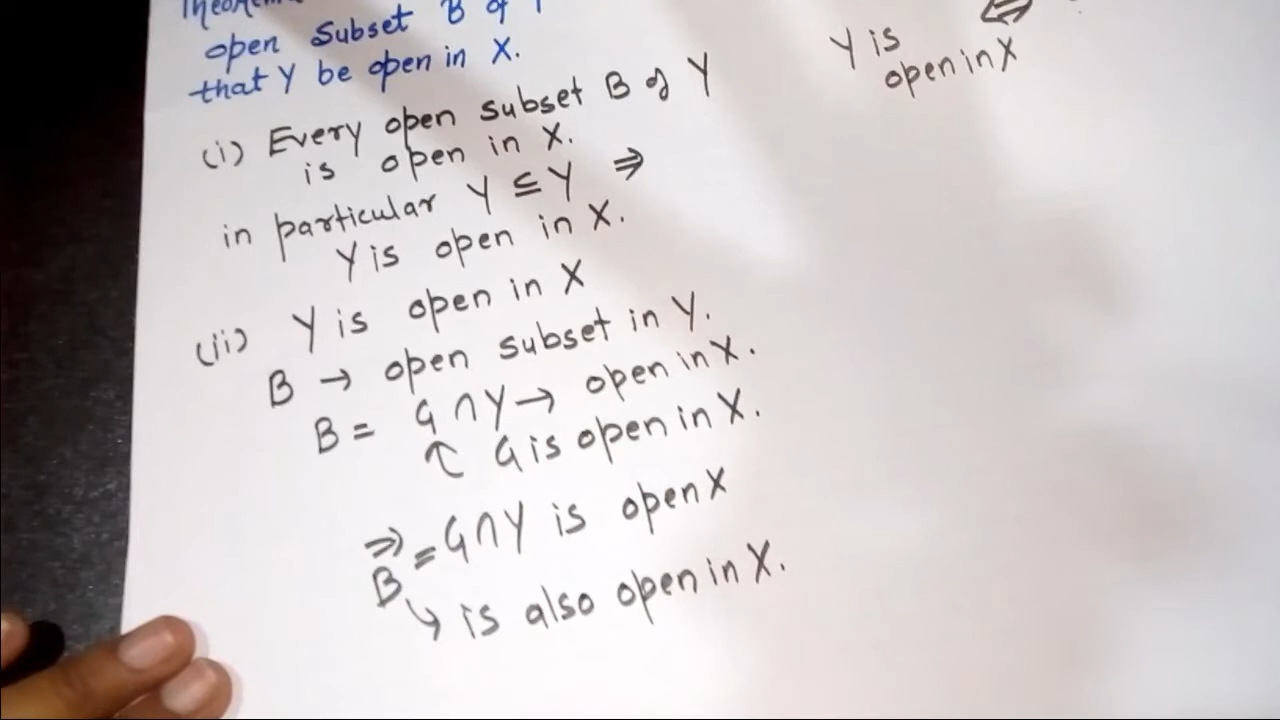 open Subset B of
that Y be open in X.
Y is
open in X
(i) Every open subset B of Y
is open in X.
in particular Y ⊆ Y ⇒
Y is open in X.
(ii) Y is open in X
B → open subset in Y.
B = G ∩ Y → open in X.
G is open in X.
⇒
B = G ∩ Y is open X
↳ is also open in X.